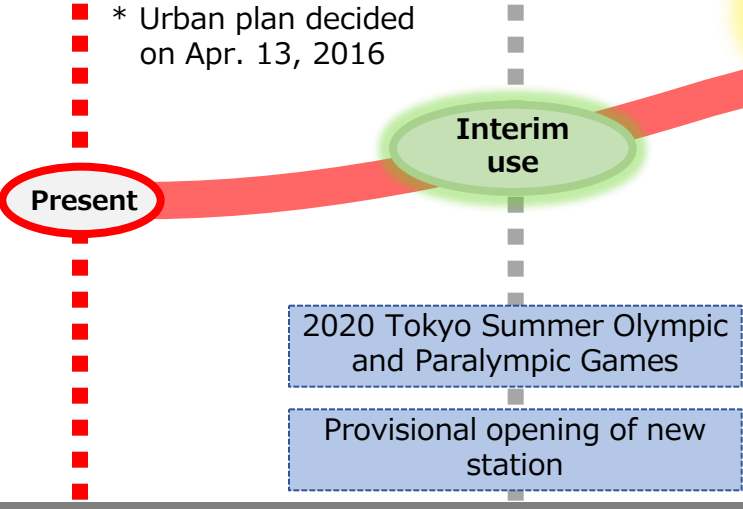 * Urban plan decided
on Apr. 13, 2016
Interim
use
Present
2020 Tokyo Summer Olympic
and Paralympic Games
Provisional opening of new
station